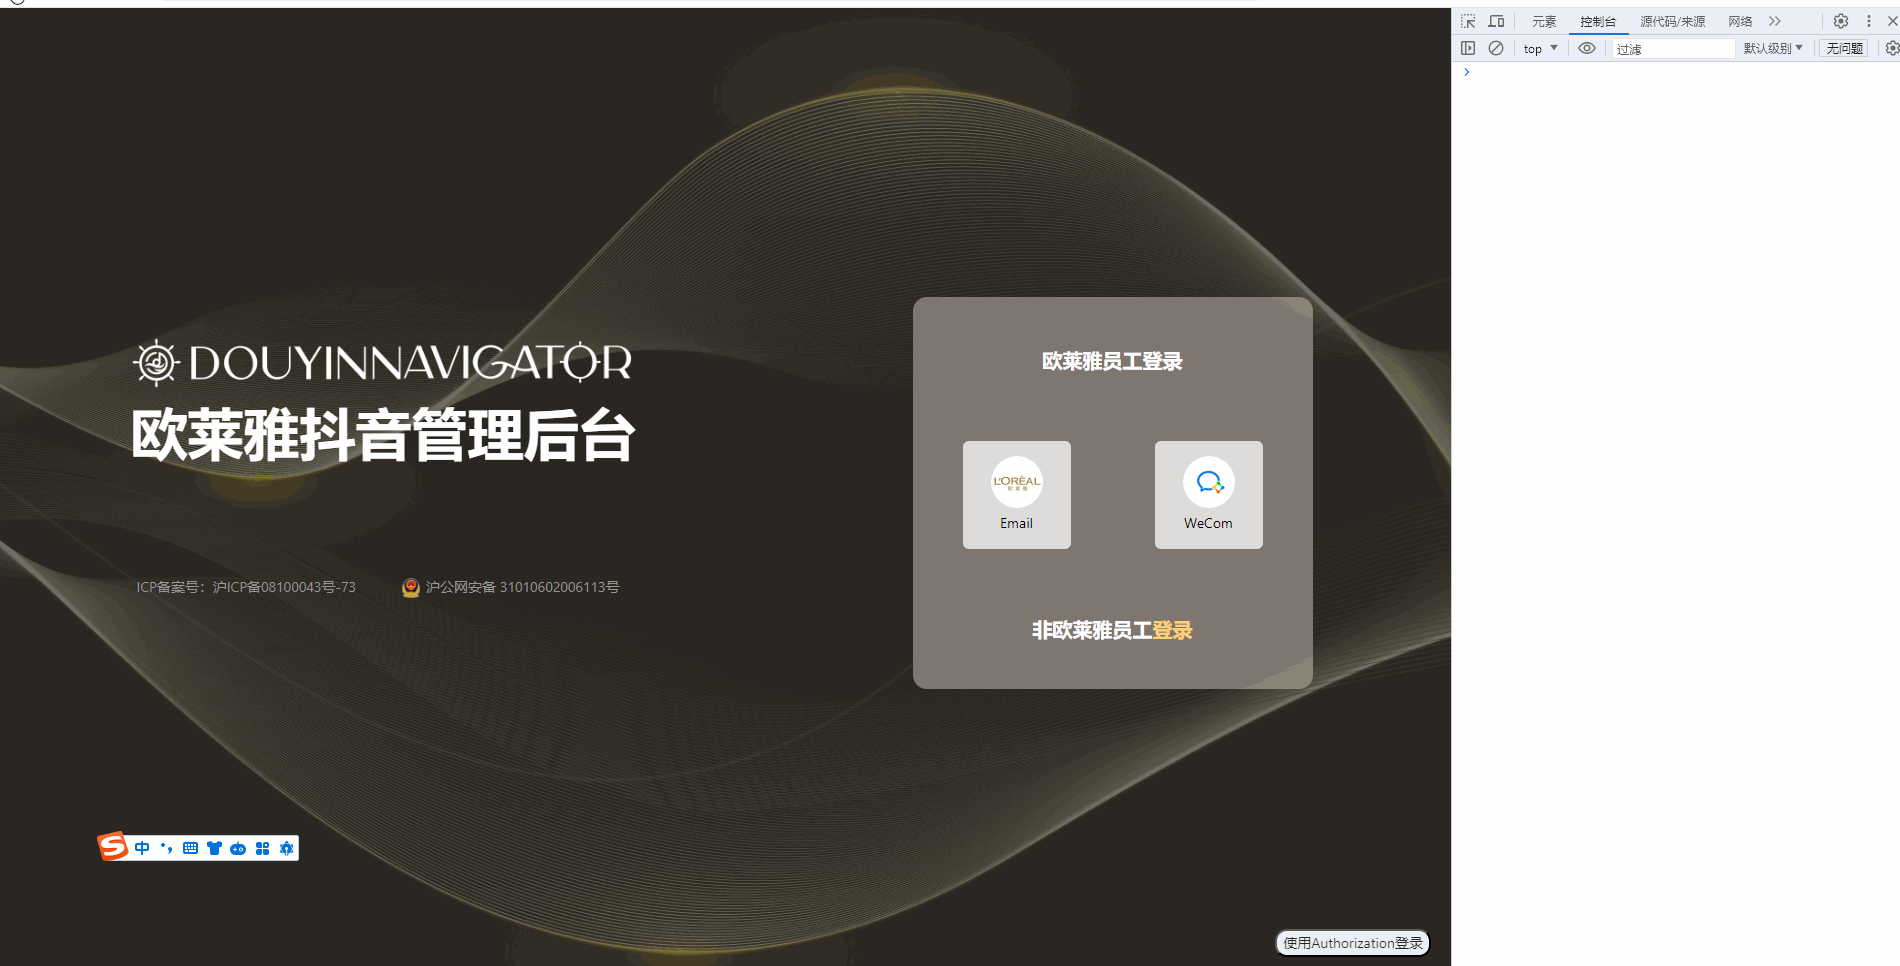 元素 控制台 源代码/来源 网络
top 过滤 默认级别 无问题
DOUYINNAVIGATOR
欧莱雅抖音管理后台
ICP备案号：沪ICP备08100043号-73 沪公网安备 31010602006113号
欧莱雅员工登录
L'ORÉAL
欧莱雅
Email
WeCom
非欧莱雅员工登录
中
使用Authorization登录